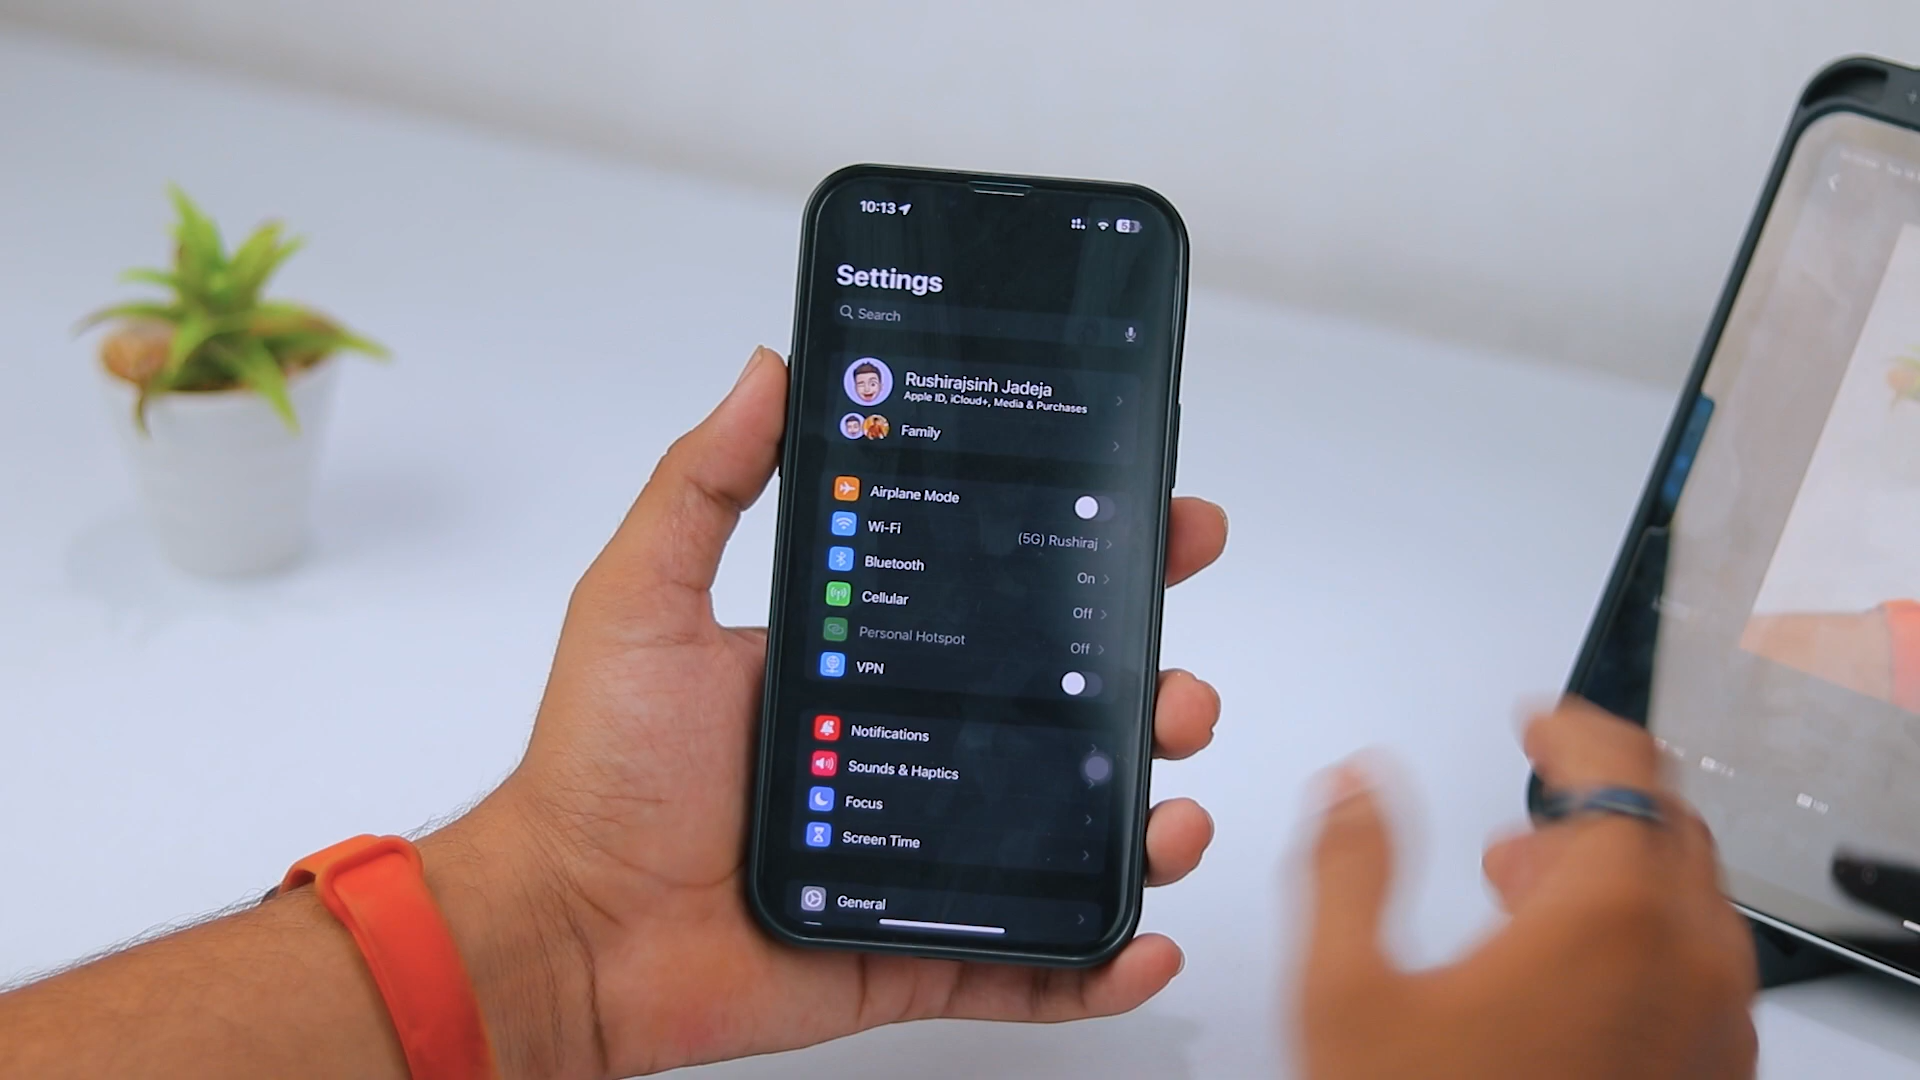 10:13
53
Settings
Search
Rushirajsinh Jadeja
Apple ID, iCloud+, Media & Purchases
Family
Airplane Mode
Wi-Fi
(5G) Rushiraj
Bluetooth
On
Cellular
Off
Personal Hotspot
Off
VPN
Notifications
Sounds & Haptics
Focus
Screen Time
General